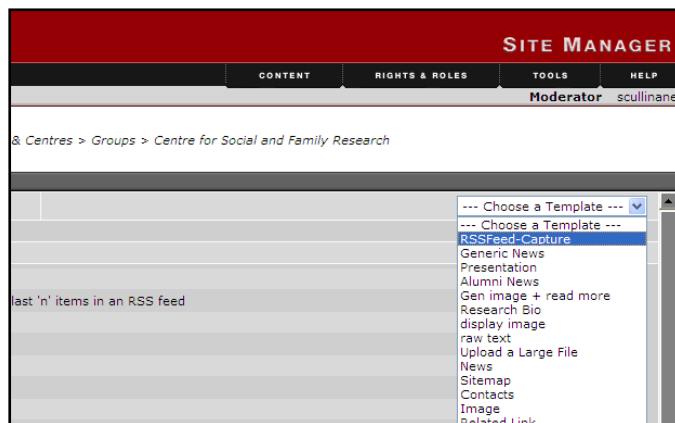 SITE MANAGER
CONTENT RIGHTS & ROLES TOOLS HELP
Moderator scullinane
& Centres > Groups > Centre for Social and Family Research
--- Choose a Template ---
--- Choose a Template ---
RSSFeed-Capture
Generic News
Presentation
Alumni News
last 'n' items in an RSS feed
Gen image + read more
Research Bio
display image
raw text
Upload a Large File
News
Sitemap
Contacts
Image
Related Link